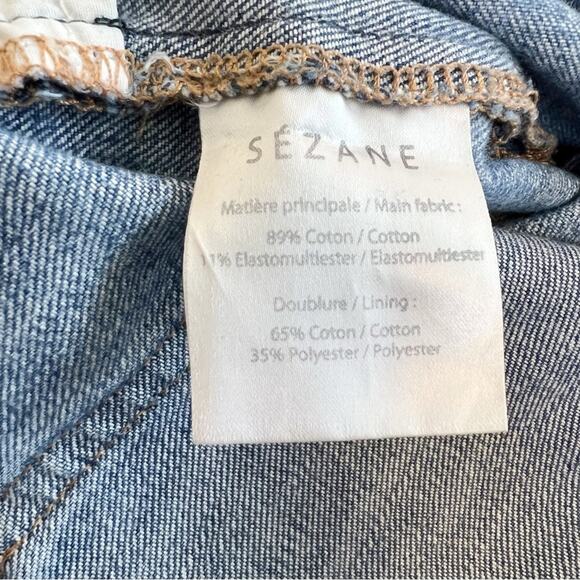 SÉZANE
Matière principale / Main fabric :
89% Coton / Cotton
11% Elastomultiester / Elastomultiester
Doublure / Lining :
65% Coton / Cotton
35% Polyester / Polyester